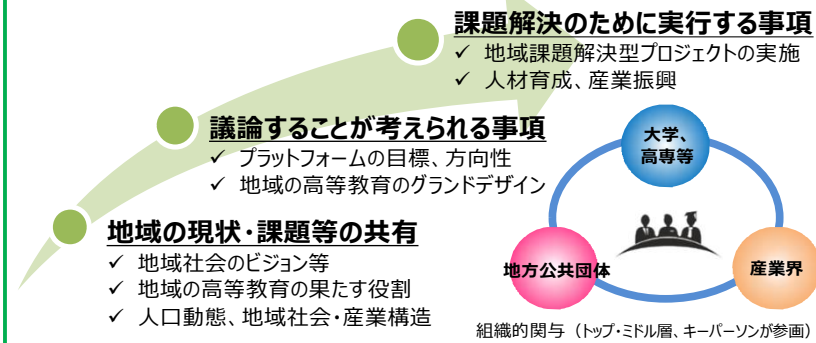 課題解決のために実行する事項
✓ 地域課題解決型プロジェクトの実施
✓ 人材育成、産業振興
議論することが考えられる事項
✓ プラットフォームの目標、方向性
✓ 地域の高等教育のグランドデザイン
地域の現状・課題等の共有
✓ 地域社会のビジョン等
✓ 地域の高等教育の果たす役割
✓ 人口動態、地域社会・産業構造
大学、
高専等
地方公共団体
産業界
組織的関与（トップ・ミドル層、キーパーソンが参画）